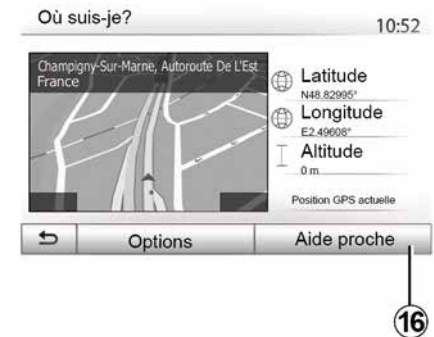 Où suis-je?
10:52
Champigny-Sur-Marne, Autoroute De L'Est
France
Latitude
N48.82995°
Longitude
E2.49608°
Altitude
0 m
Position GPS actuelle
Options
Aide proche
16